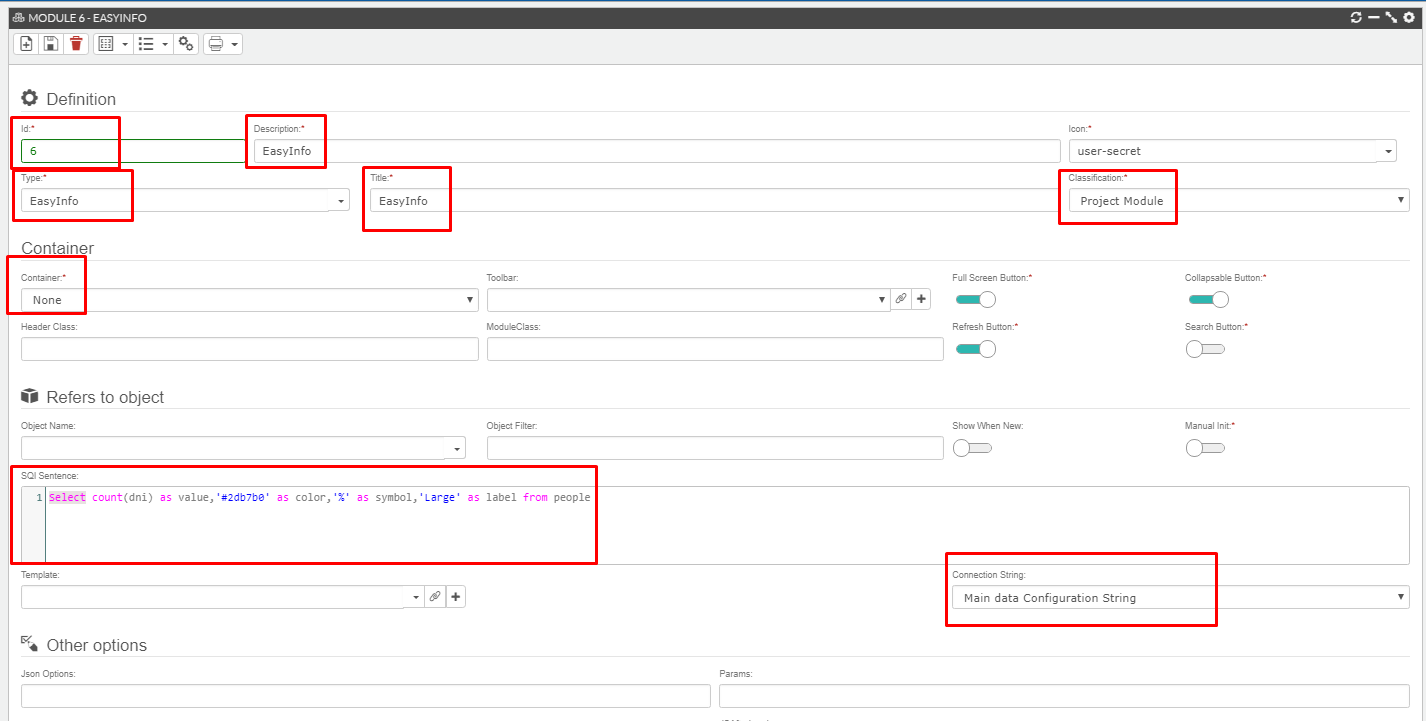 MODULE 6 - EASYINFO
Definition
Id:* Description:* Icon:*
6 EasyInfo user-secret
Type:* Title:* Classification:*
EasyInfo EasyInfo Project Module
Container
Container:* Toolbar: Full Screen Button:* Collapsable Button:*
None
Header Class: ModuleClass: Refresh Button:* Search Button:*
Refers to object
Object Name: Object Filter: Show When New: Manual Init:*
SQl Sentence:
1 Select count(dni) as value,'#2db7b0' as color,'%' as symbol,'Large' as label from people
Template: Connection String:
Main data Configuration String
Other options
Json Options: Params: